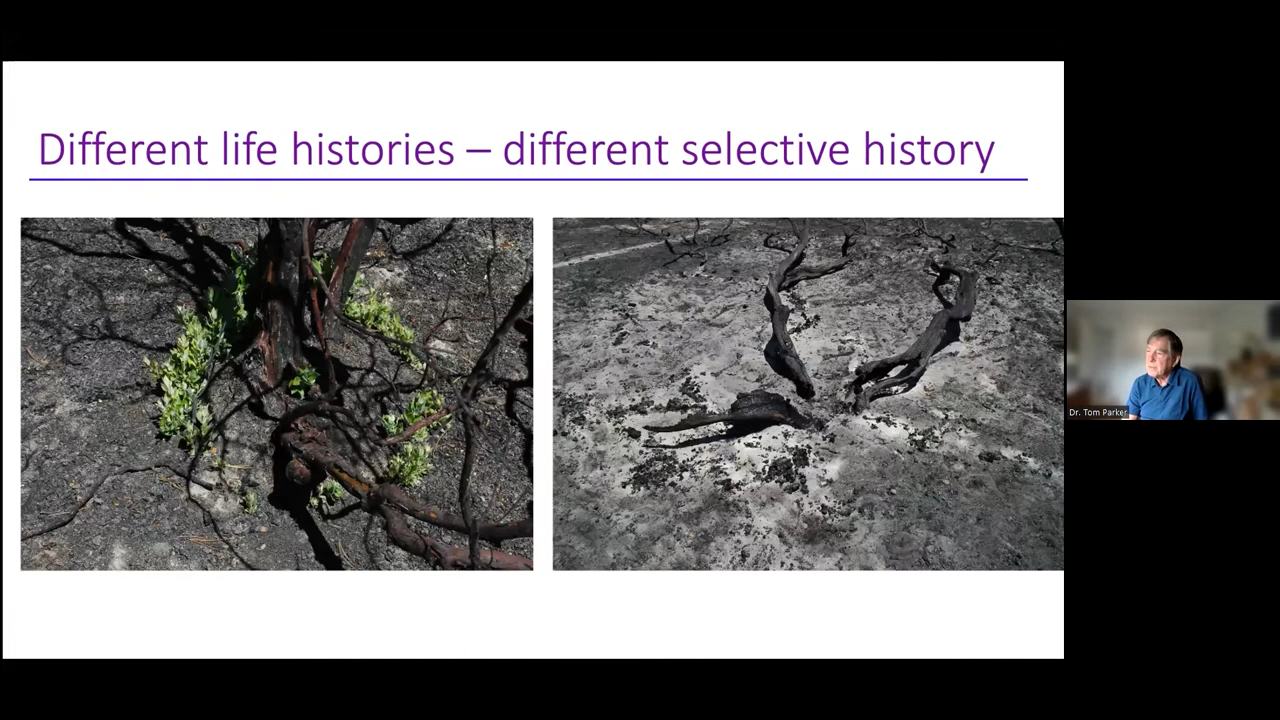 Different life histories – different selective history
Dr. Tom Parker